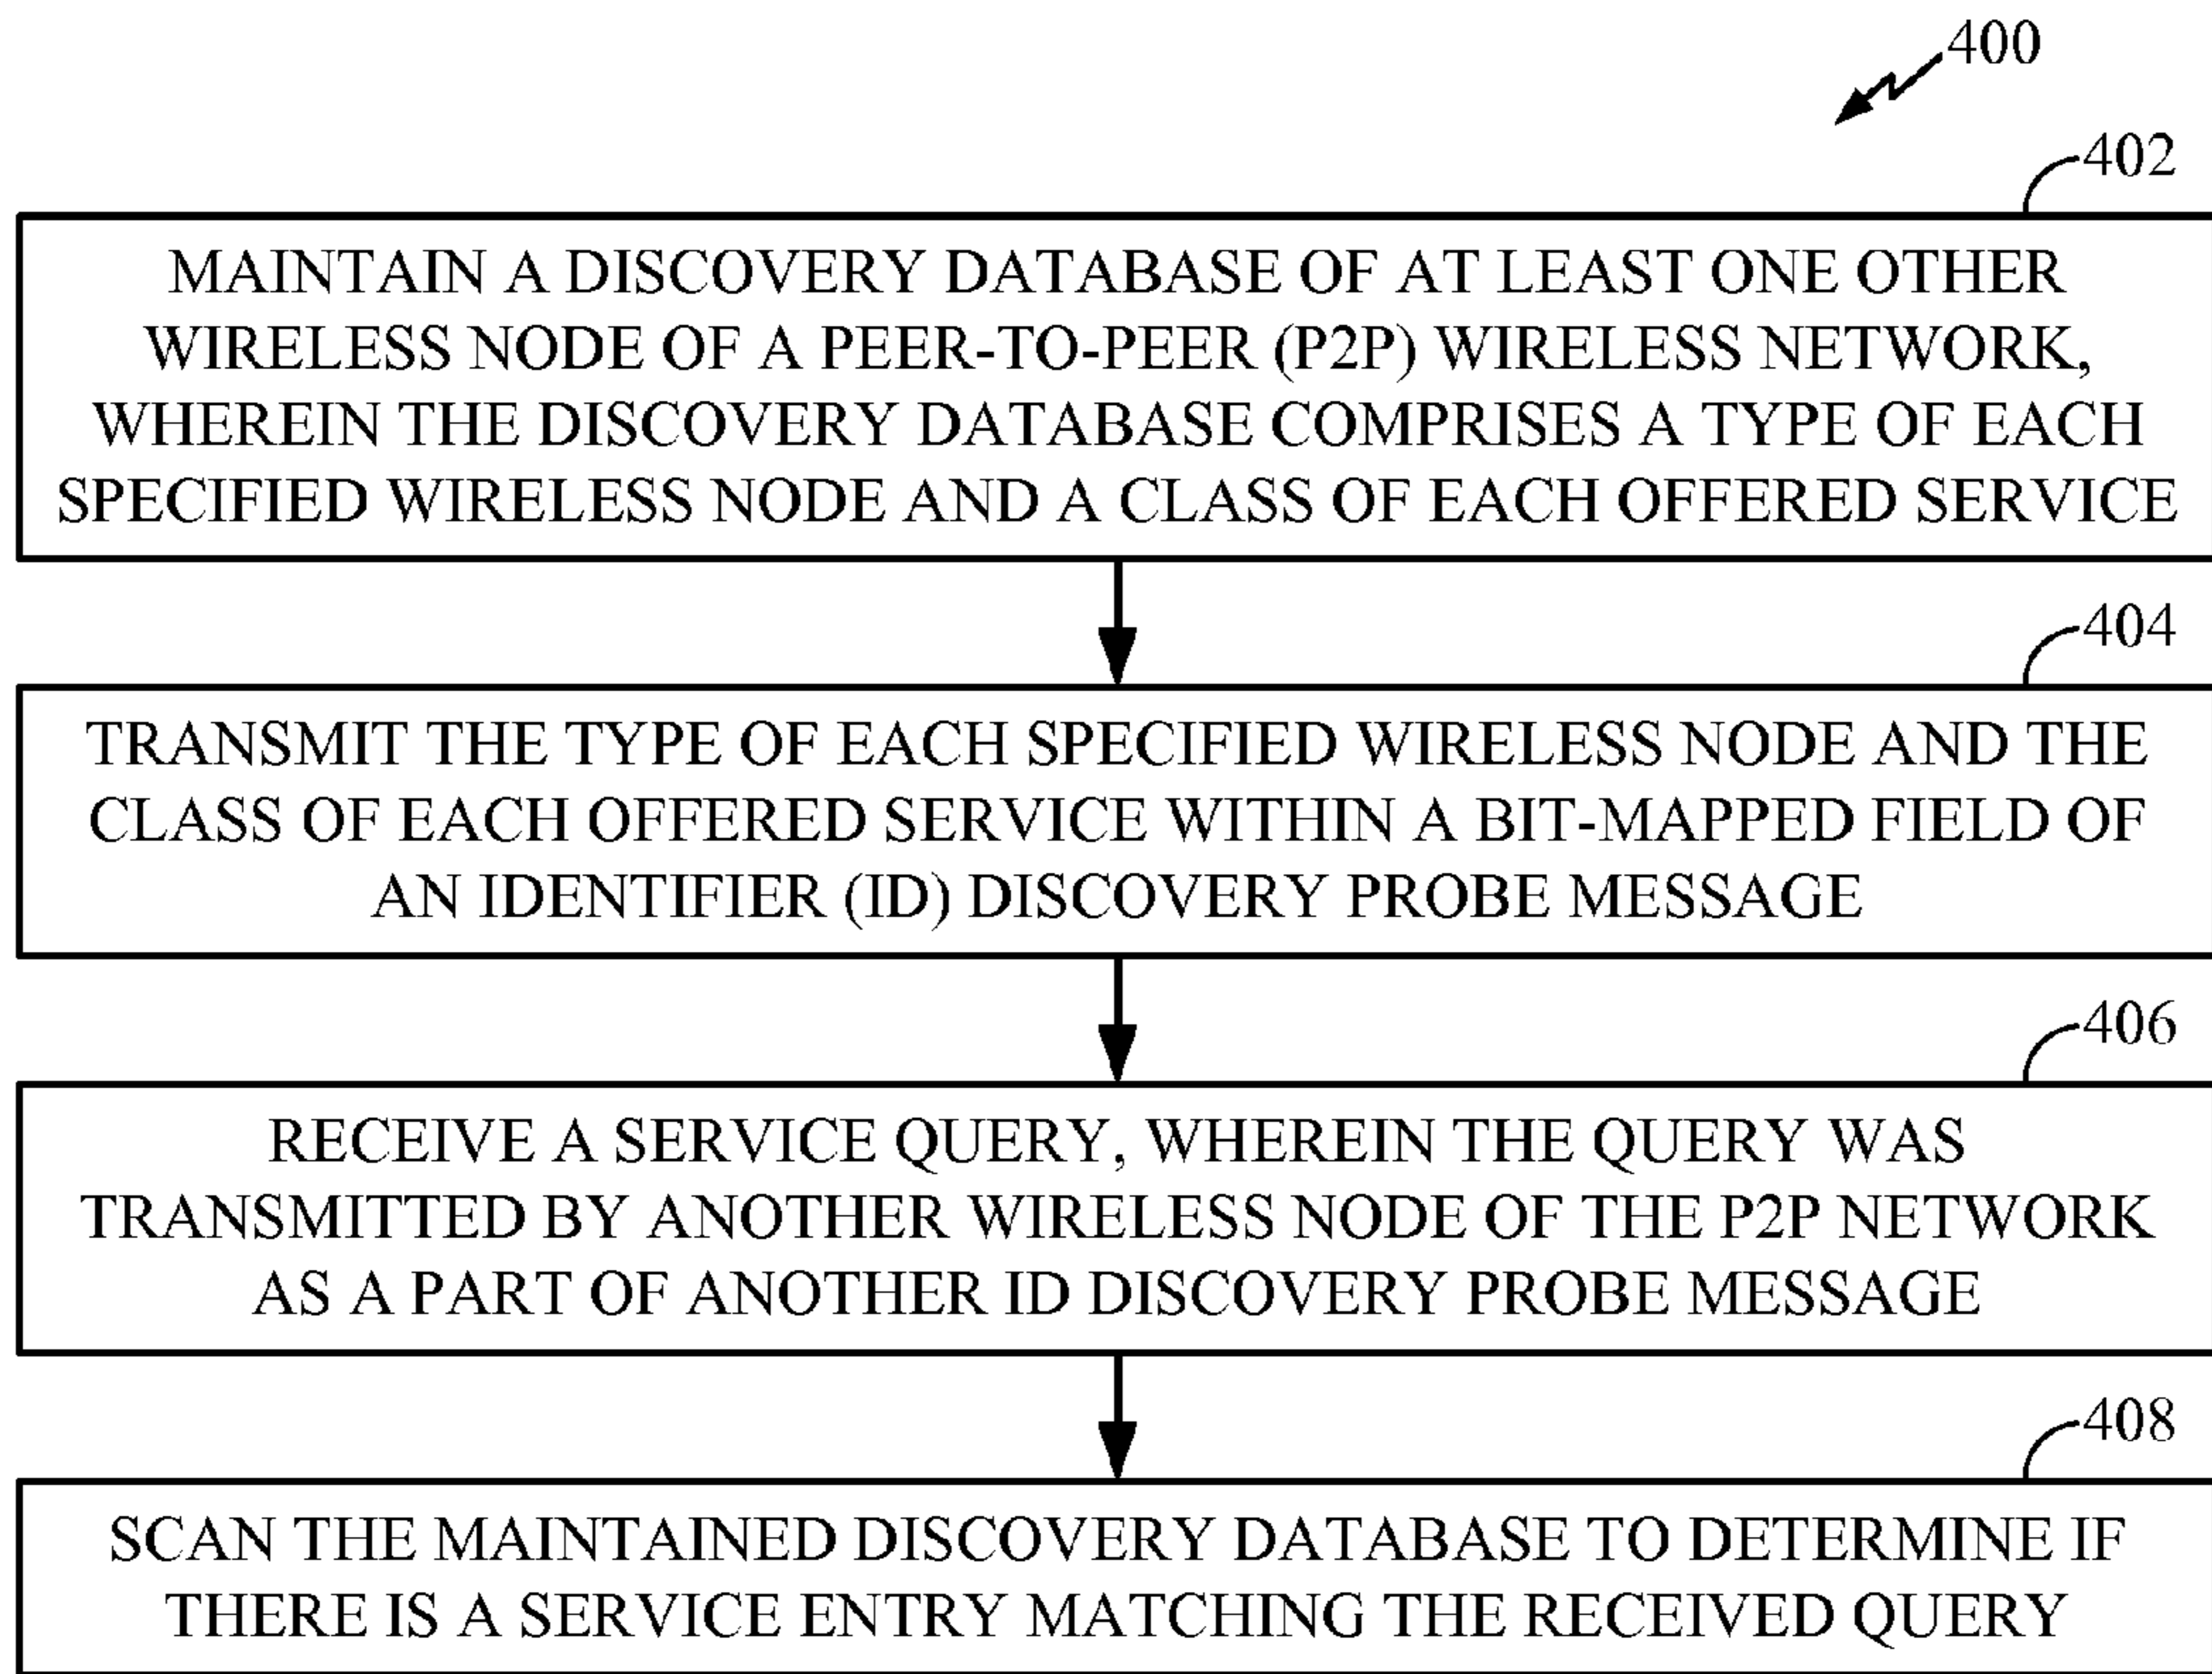 400
402
MAINTAIN A DISCOVERY DATABASE OF AT LEAST ONE OTHER
WIRELESS NODE OF A PEER-TO-PEER (P2P) WIRELESS NETWORK,
WHEREIN THE DISCOVERY DATABASE COMPRISES A TYPE OF EACH
SPECIFIED WIRELESS NODE AND A CLASS OF EACH OFFERED SERVICE
404
TRANSMIT THE TYPE OF EACH SPECIFIED WIRELESS NODE AND THE
CLASS OF EACH OFFERED SERVICE WITHIN A BIT-MAPPED FIELD OF
AN IDENTIFIER (ID) DISCOVERY PROBE MESSAGE
406
RECEIVE A SERVICE QUERY, WHEREIN THE QUERY WAS
TRANSMITTED BY ANOTHER WIRELESS NODE OF THE P2P NETWORK
AS A PART OF ANOTHER ID DISCOVERY PROBE MESSAGE
408
SCAN THE MAINTAINED DISCOVERY DATABASE TO DETERMINE IF
THERE IS A SERVICE ENTRY MATCHING THE RECEIVED QUERY